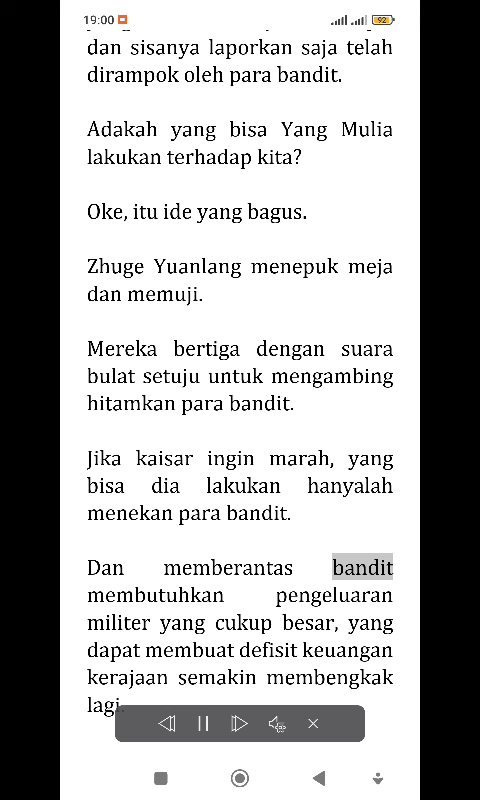 19:00
92
dan sisanya laporkan saja telah
dirampok oleh para bandit.
Adakah yang bisa Yang Mulia
lakukan terhadap kita?
Oke, itu ide yang bagus.
Zhuge Yuanlang menepuk meja
dan memuji.
Mereka bertiga dengan suara
bulat setuju untuk mengambing
hitamkan para bandit.
Jika kaisar ingin marah, yang
bisa dia lakukan hanyalah
menekan para bandit.
Dan memberantas bandit
membutuhkan pengeluaran
militer yang cukup besar, yang
dapat membuat defisit keuangan
kerajaan semakin membengkak
lagi.